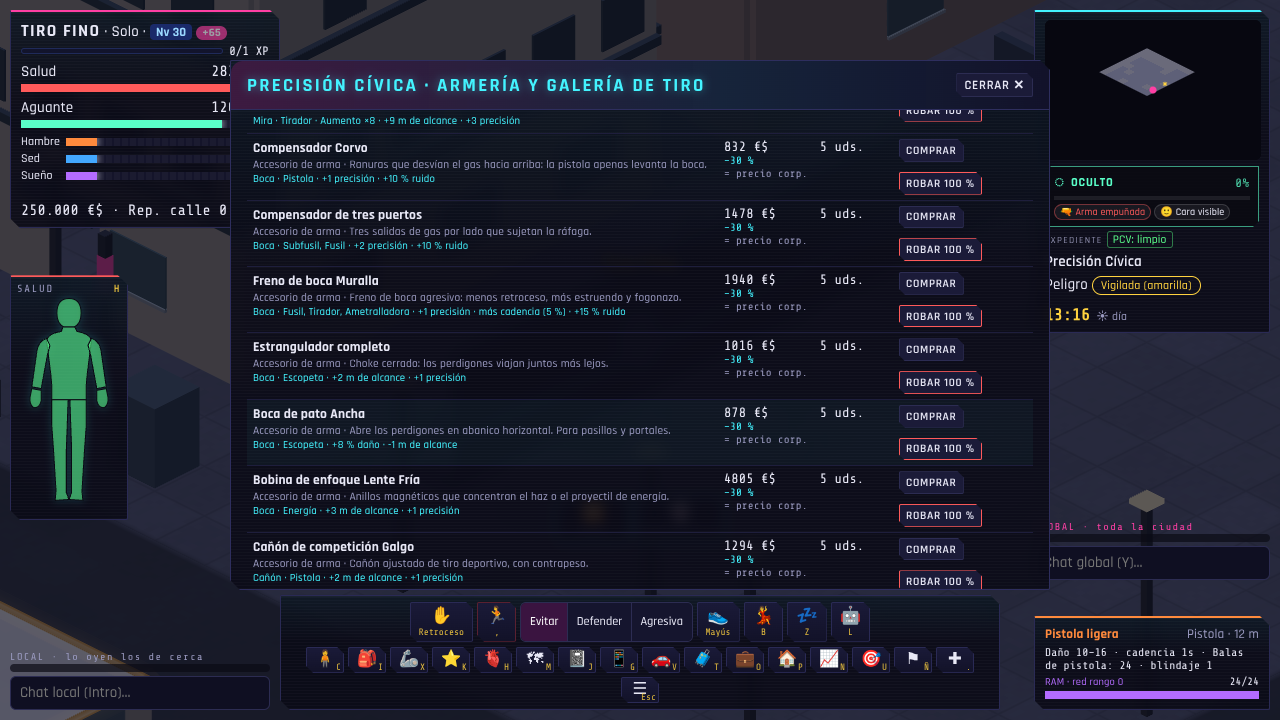 TIRO FINO · Solo · Nv 30 +65
0/1 XP
Salud 28
Aguante 12
Hambre
Sed
Sueño
250.000 €$ · Rep. calle 0
SALUD H
PRECISIÓN CÍVICA · ARMERÍA Y GALERÍA DE TIRO
CERRAR ✕
Mira · Tirador · Aumento ×8 · +9 m de alcance · +3 precisión
ROBAR 100 %
Compensador Corvo
Accesorio de arma · Ranuras que desvían el gas hacia arriba: la pistola apenas levanta la boca.
Boca · Pistola · +1 precisión · +10 % ruido
832 €$
-30 %
= precio corp.
5 uds.
COMPRAR
ROBAR 100 %
Compensador de tres puertos
Accesorio de arma · Tres salidas de gas por lado que sujetan la ráfaga.
Boca · Subfusil, Fusil · +2 precisión · +10 % ruido
1478 €$
-30 %
= precio corp.
5 uds.
COMPRAR
ROBAR 100 %
Freno de boca Muralla
Accesorio de arma · Freno de boca agresivo: menos retroceso, más estruendo y fogonazo.
Boca · Fusil, Tirador, Ametralladora · +1 precisión · más cadencia (5 %) · +15 % ruido
1940 €$
-30 %
= precio corp.
5 uds.
COMPRAR
ROBAR 100 %
Estrangulador completo
Accesorio de arma · Choke cerrado: los perdigones viajan juntos más lejos.
Boca · Escopeta · +2 m de alcance · +1 precisión
1016 €$
-30 %
= precio corp.
5 uds.
COMPRAR
ROBAR 100 %
Boca de pato Ancha
Accesorio de arma · Abre los perdigones en abanico horizontal. Para pasillos y portales.
Boca · Escopeta · +8 % daño · -1 m de alcance
878 €$
-30 %
= precio corp.
5 uds.
COMPRAR
ROBAR 100 %
Bobina de enfoque Lente Fría
Accesorio de arma · Anillos magnéticos que concentran el haz o el proyectil de energía.
Boca · Energía · +3 m de alcance · +1 precisión
4805 €$
-30 %
= precio corp.
5 uds.
COMPRAR
ROBAR 100 %
Cañón de competición Galgo
Accesorio de arma · Cañón ajustado de tiro deportivo, con contrapeso.
Cañón · Pistola · +2 m de alcance · +1 precisión
1294 €$
-30 %
= precio corp.
5 uds.
COMPRAR
ROBAR 100 %
OCULTO 0%
Arma empuñada Cara visible
XPEDIENTE PCV: limpio
Precisión Cívica
Peligro Vigilada (amarilla)
13:16 día
OBAL · toda la ciudad
Chat global (Y)...
LOCAL · lo oyen los de cerca
Chat local (Intro)...
Retroceso , Evitar Defender Agresiva Mayús B Z L
C I X K H M J G V T O P N U Ñ .
Esc
Pistola ligera Pistola · 12 m
Daño 10-16 · cadencia 1s · Balas
de pistola: 24 · blindaje 1
RAM · red rango 0 24/24